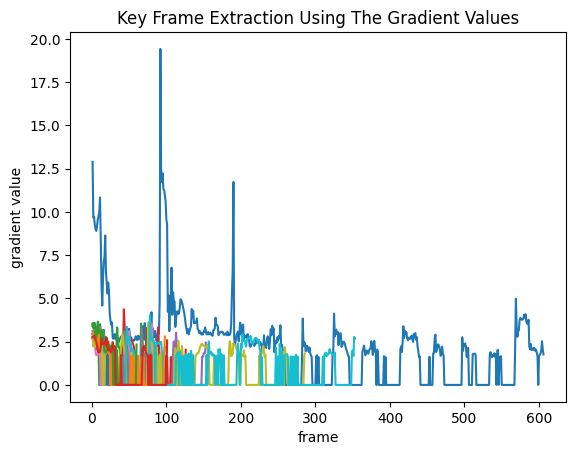 Key Frame Extraction Using The Gradient Values
20.0
17.5
15.0
12.5
10.0
7.5
5.0
2.5
0.0
gradient value
0 100 200 300 400 500 600
frame